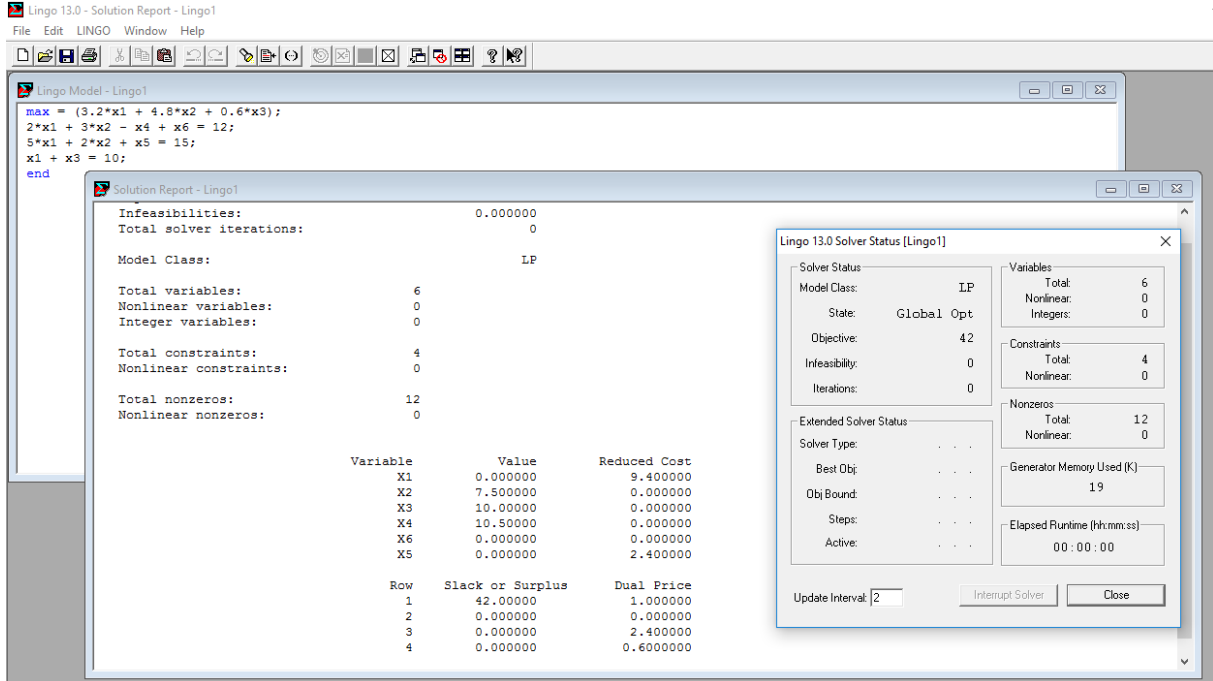 Lingo 13.0 - Solution Report - Lingo1
File Edit LINGO Window Help
Lingo Model - Lingo1
max = (3.2*x1 + 4.8*x2 + 0.6*x3);
2*x1 + 3*x2 - x4 + x6 = 12;
5*x1 + 2*x2 + x5 = 15;
x1 + x3 = 10;
end
Solution Report - Lingo1
Infeasibilities: 0.000000
Total solver iterations: 0
Model Class: LP
Total variables: 6
Nonlinear variables: 0
Integer variables: 0
Total constraints: 4
Nonlinear constraints: 0
Total nonzeros: 12
Nonlinear nonzeros: 0
Variable Value Reduced Cost
X1 0.000000 9.400000
X2 7.500000 0.000000
X3 10.00000 0.000000
X4 10.50000 0.000000
X6 0.000000 0.000000
X5 0.000000 2.400000
Row Slack or Surplus Dual Price
1 42.00000 1.000000
2 0.000000 0.000000
3 0.000000 2.400000
4 0.000000 0.6000000
Lingo 13.0 Solver Status [Lingo1]
Solver Status
Model Class: LP
State: Global Opt
Objective: 42
Infeasibility: 0
Iterations: 0
Extended Solver Status
Solver Type: . . .
Best Obj: . . .
Obj Bound: . . .
Steps: . . .
Active: . . .
Variables
Total: 6
Nonlinear: 0
Integers: 0
Constraints
Total: 4
Nonlinear: 0
Nonzeros
Total: 12
Nonlinear: 0
Generator Memory Used (K)
19
Elapsed Runtime (hh:mm:ss)
00:00:00
Update Interval: 2
Interrupt Solver
Close